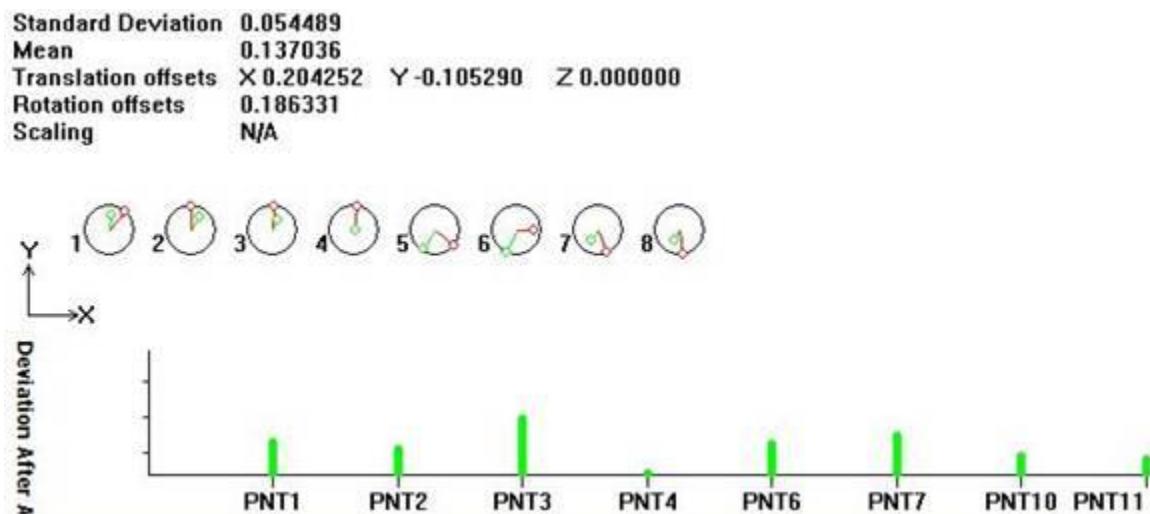 Standard Deviation 0.054489
Mean 0.137036
Translation offsets X 0.204252 Y -0.105290 Z 0.000000
Rotation offsets 0.186331
Scaling N/A
1 2 3 4 5 6 7 8
Y
X
Deviation After A
PNT1 PNT2 PNT3 PNT4 PNT6 PNT7 PNT10 PNT11